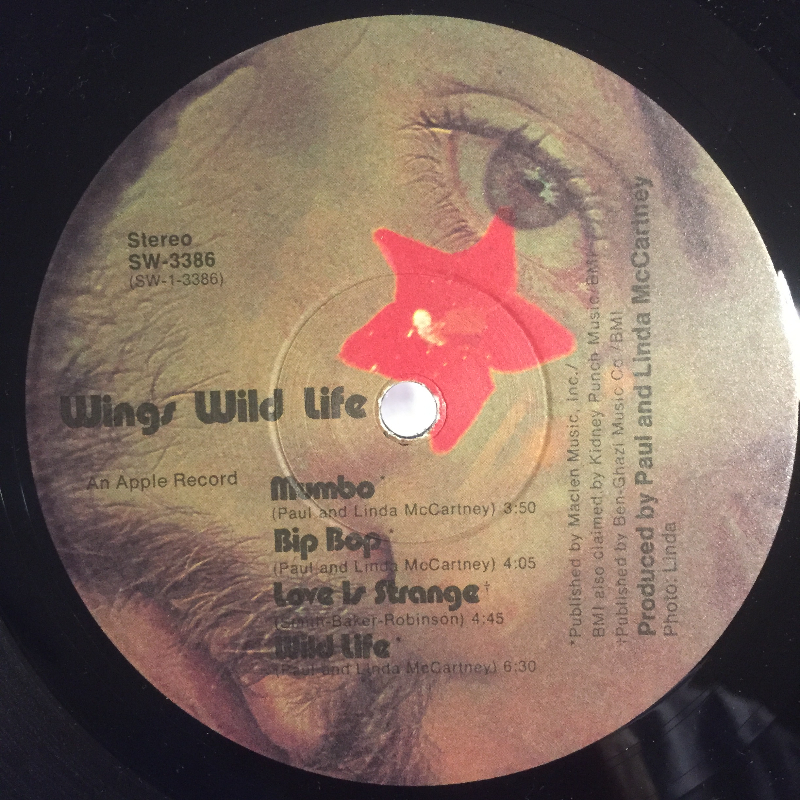 Stereo
SW-3386
(SW-1-3386)
Wings Wild Life
An Apple Record
Mumbo*
(Paul and Linda McCartney) 3:50
Bip Bop*
(Paul and Linda McCartney) 4:05
Love Is Strange†
(Smith-Baker-Robinson) 4:45
Wild Life*
(Paul and Linda McCartney) 6:30
*Published by Maclen Music, Inc./
BMI also claimed by Kidney Punch Music/BMI
†Published by Ben-Ghazi Music Co./BMI
Produced by Paul and Linda McCartney
Photo: Linda